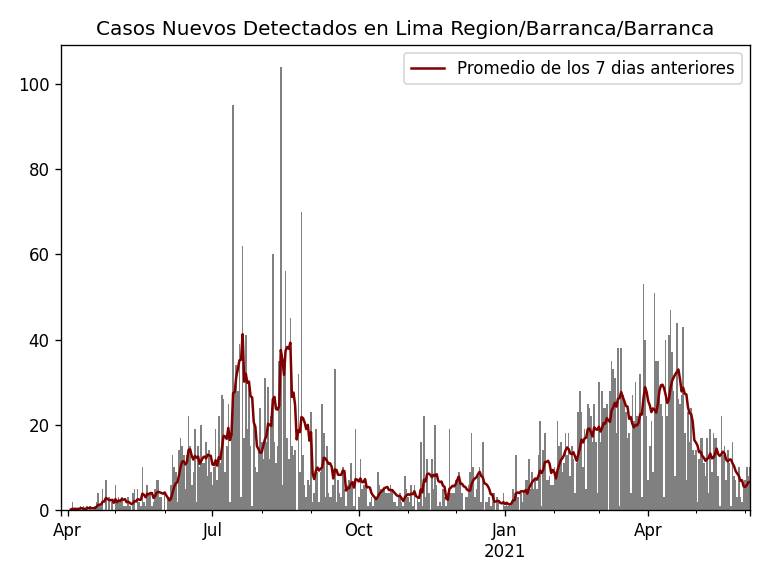 Casos Nuevos Detectados en Lima Region/Barranca/Barranca
Promedio de los 7 dias anteriores
100
80
60
40
20
0
Apr Jul Oct Jan Apr
2021